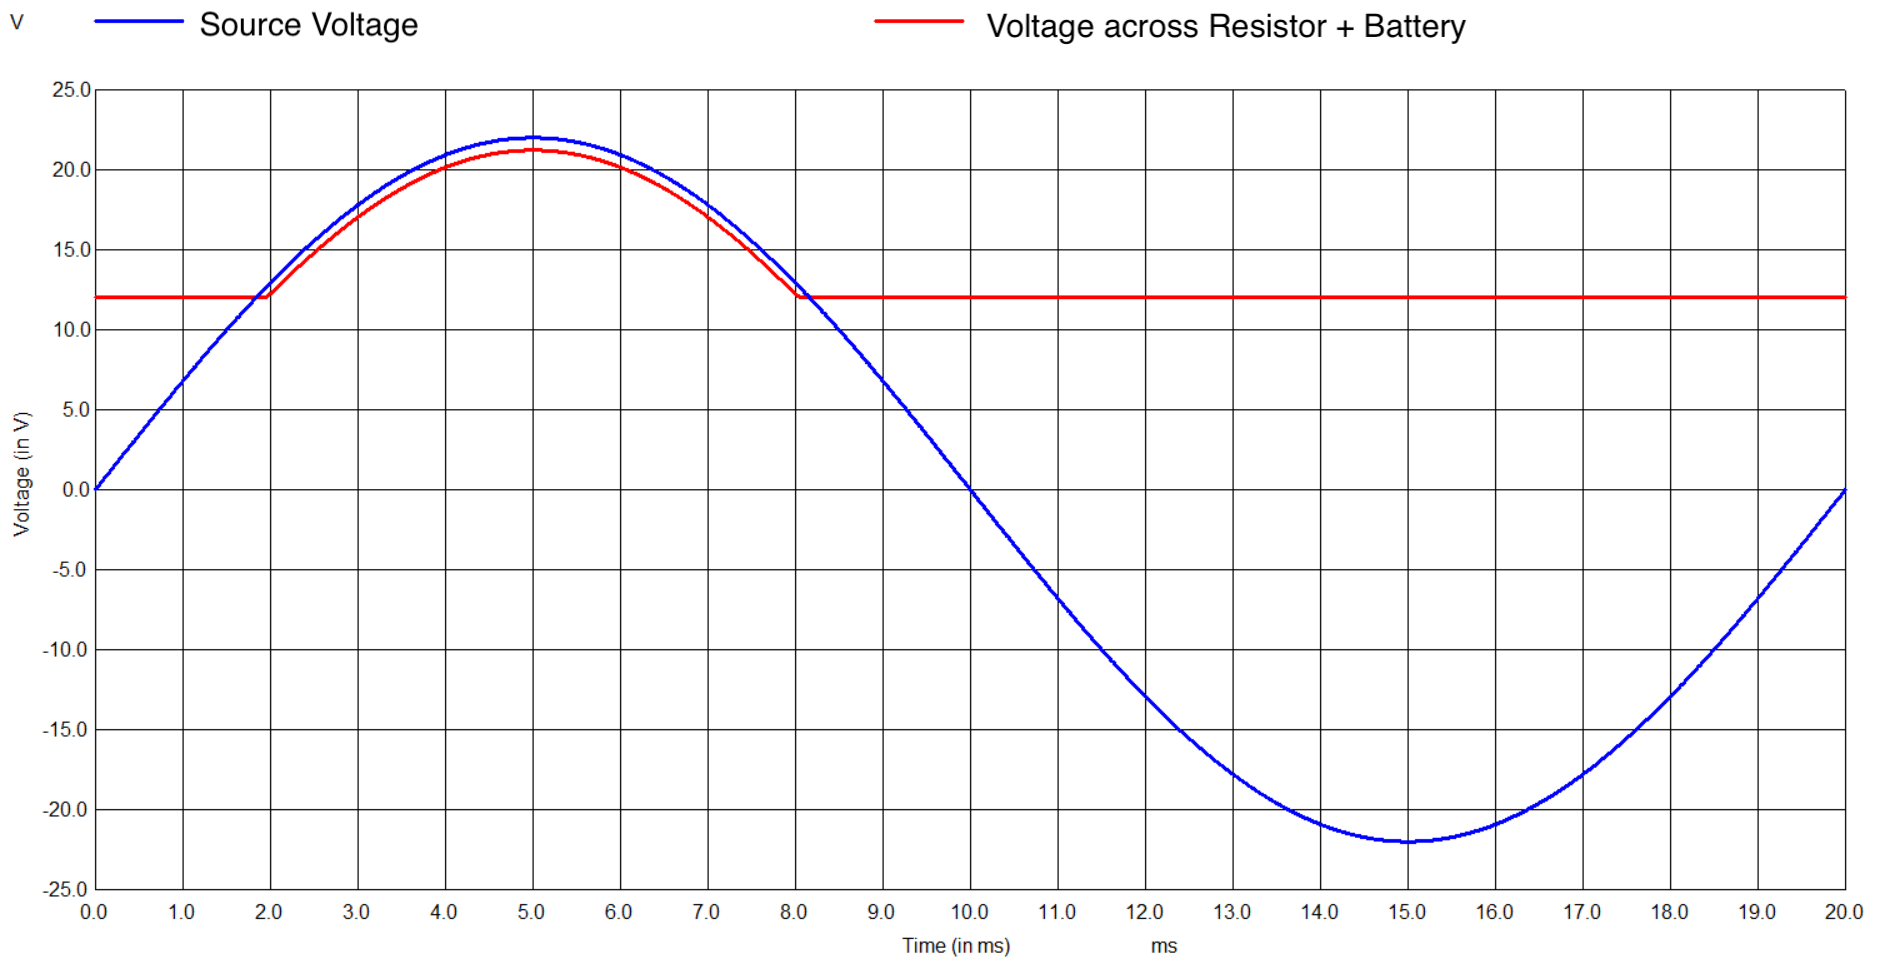 V
Source Voltage
Voltage across Resistor + Battery
25.0
20.0
15.0
10.0
5.0
0.0
-5.0
-10.0
-15.0
-20.0
-25.0
Voltage (in V)
0.0 1.0 2.0 3.0 4.0 5.0 6.0 7.0 8.0 9.0 10.0 11.0 12.0 13.0 14.0 15.0 16.0 17.0 18.0 19.0 20.0
Time (in ms) ms